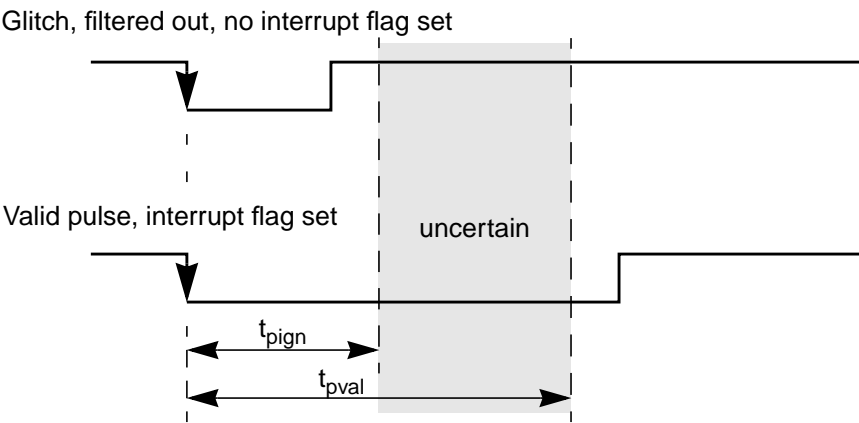 Glitch, filtered out, no interrupt flag set
Valid pulse, interrupt flag set
uncertain
tpign
tpval